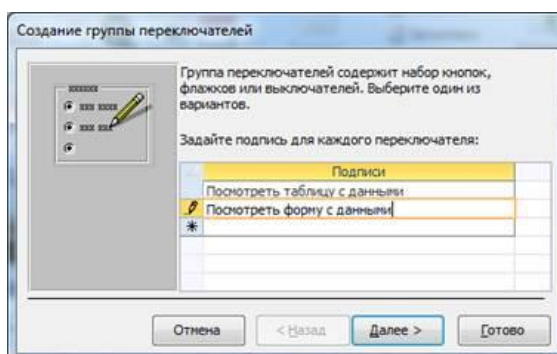 Создание группы переключателей
Группа переключателей содержит набор кнопок,
флажков или выключателей. Выберите один из
вариантов.
Задайте подпись для каждого переключателя:
Подписи
Посмотреть таблицу с данными
Посмотреть форму с данными
Отмена
< Назад
Далее >
Готово